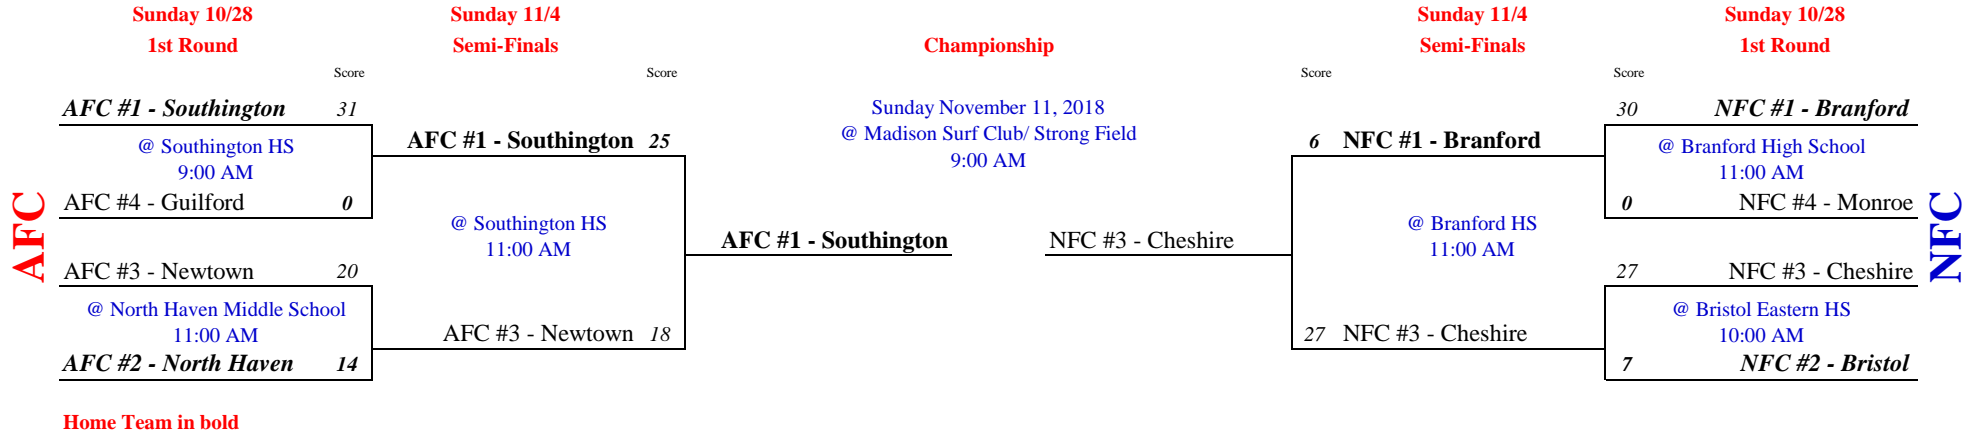 Sunday 10/28
Sunday 11/4
Sunday 11/4
Sunday 10/28
1st Round
Semi-Finals
Championship
Semi-Finals
1st Round
Score
Score
Score
Score
AFC #1 - Southington 31
Sunday November 11, 2018
30 NFC #1 - Branford
@ Southington HS
AFC #1 - Southington 25
@ Madison Surf Club/ Strong Field
6 NFC #1 - Branford
@ Branford High School
9:00 AM
9:00 AM
11:00 AM
AFC #4 - Guilford 0
0 NFC #4 - Monroe
AFC
@ Southington HS
@ Branford HS
NFC
11:00 AM
AFC #1 - Southington
NFC #3 - Cheshire
11:00 AM
AFC #3 - Newtown 20
27 NFC #3 - Cheshire
@ North Haven Middle School
@ Bristol Eastern HS
11:00 AM
AFC #3 - Newtown 18
27 NFC #3 - Cheshire
10:00 AM
AFC #2 - North Haven 14
7 NFC #2 - Bristol
Home Team in bold